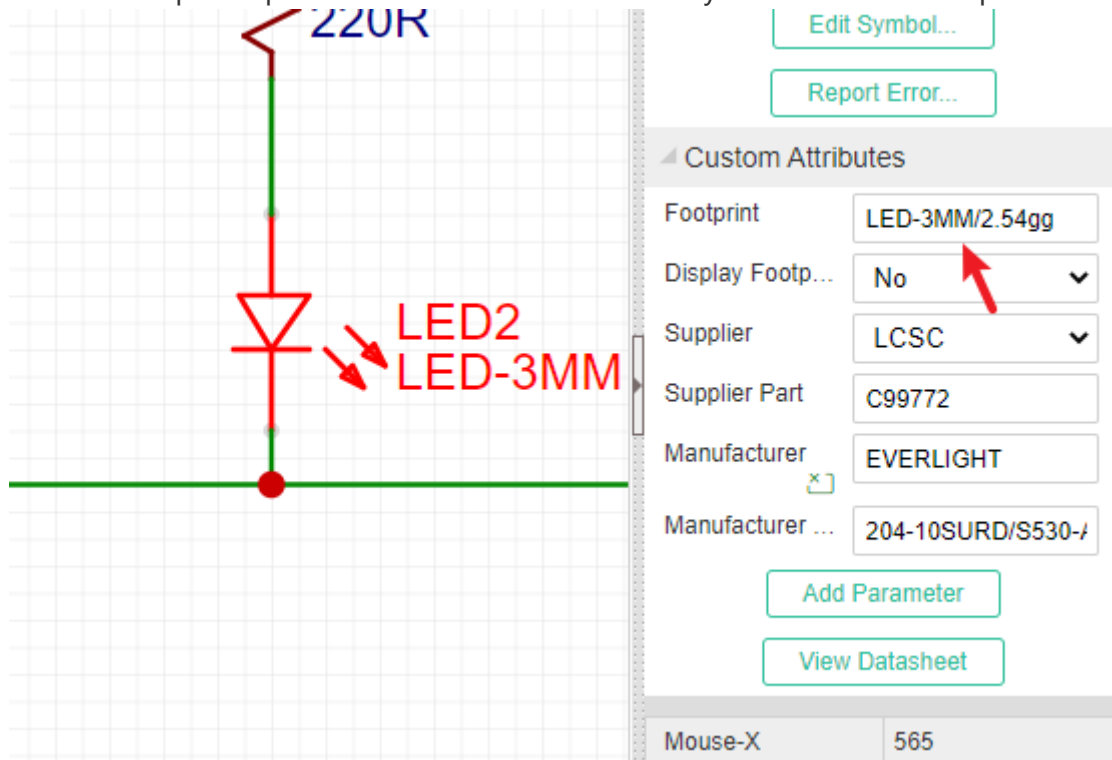 220R
LED2
LED-3MM
Edit Symbol...
Report Error...
Custom Attributes
Footprint LED-3MM/2.54gg
Display Footp... No
Supplier LCSC
Supplier Part C99772
Manufacturer EVERLIGHT
Manufacturer ... 204-10SURD/S530-
Add Parameter
View Datasheet
Mouse-X 565